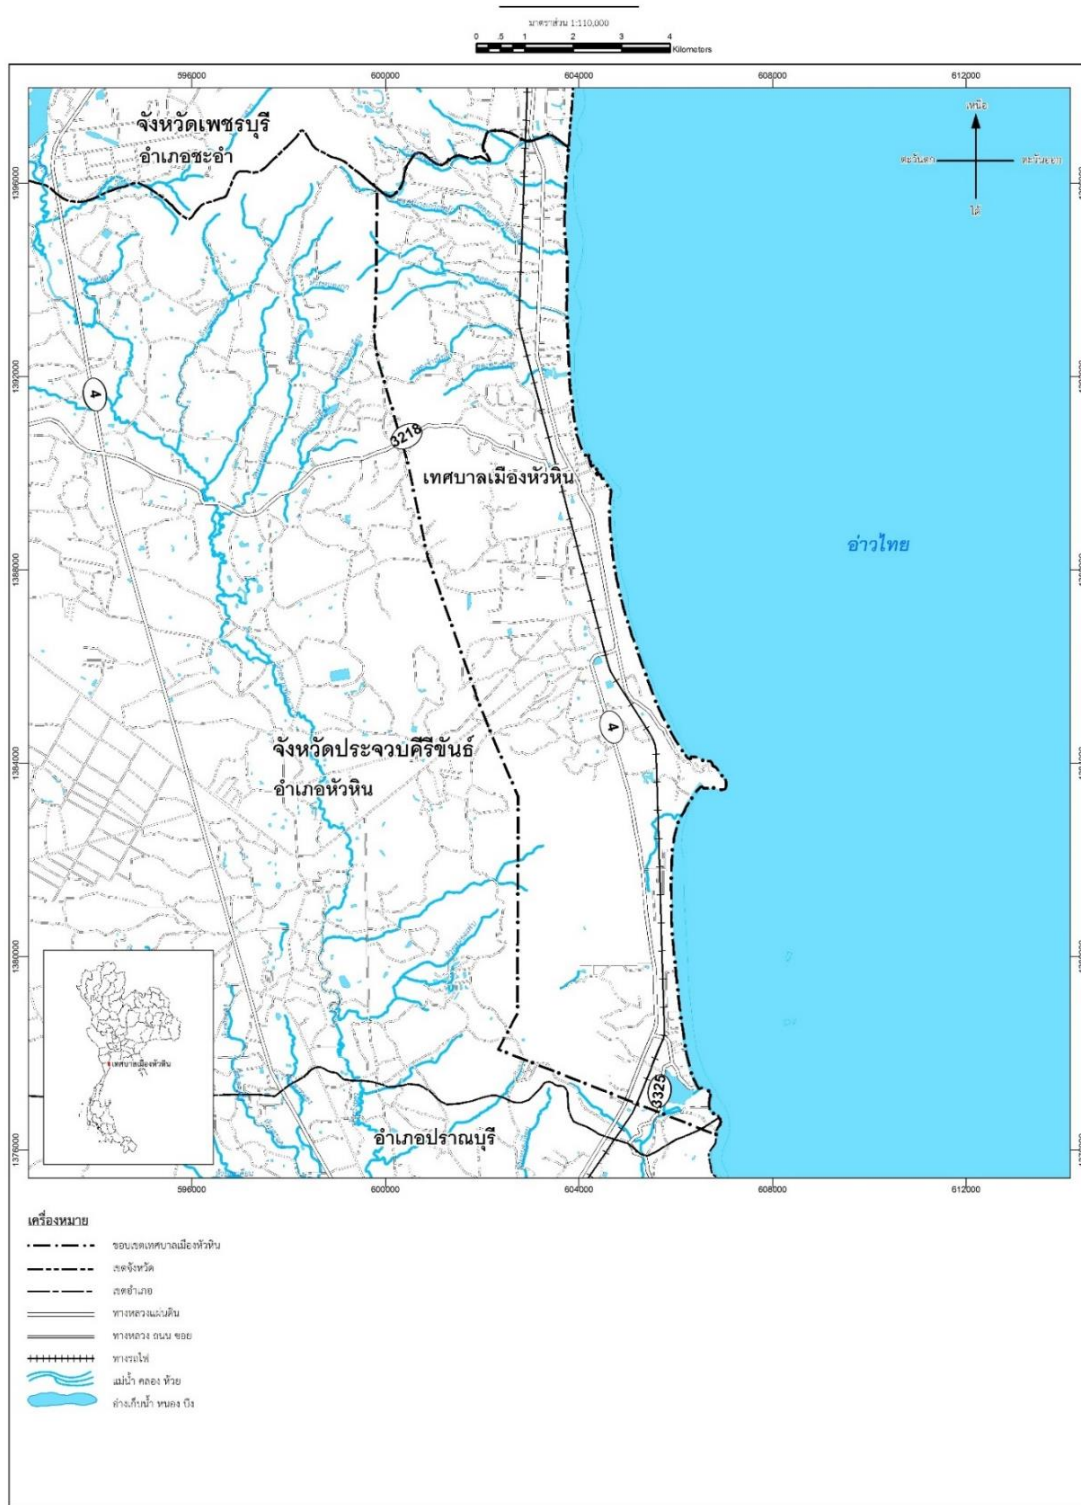 มาตราส่วน 1:110,000
0 .5 1 2 3 4
Kilometers
596000 600000 604000 608000 612000
จังหวัดเพชรบุรี
อำเภอชะอำ
เหนือ
ตะวันตก ตะวันออก
ใต้
1396000
1392000
4
3218
เทศบาลเมืองหัวหิน
อ่าวไทย
1388000
4
จังหวัดประจวบคีรีขันธ์
1384000
อำเภอหัวหิน
1380000
เทศบาลเมืองหัวหิน
3325
อำเภอปราณบุรี
1376000
596000 600000 604000 608000 612000
เครื่องหมาย
ขอบเขตเทศบาลเมืองหัวหิน
เขตจังหวัด
เขตอำเภอ
ทางหลวงแผ่นดิน
ทางหลวง ถนน ซอย
ทางรถไฟ
แม่น้ำ คลอง ห้วย
อ่างเก็บน้ำ หนอง บึง